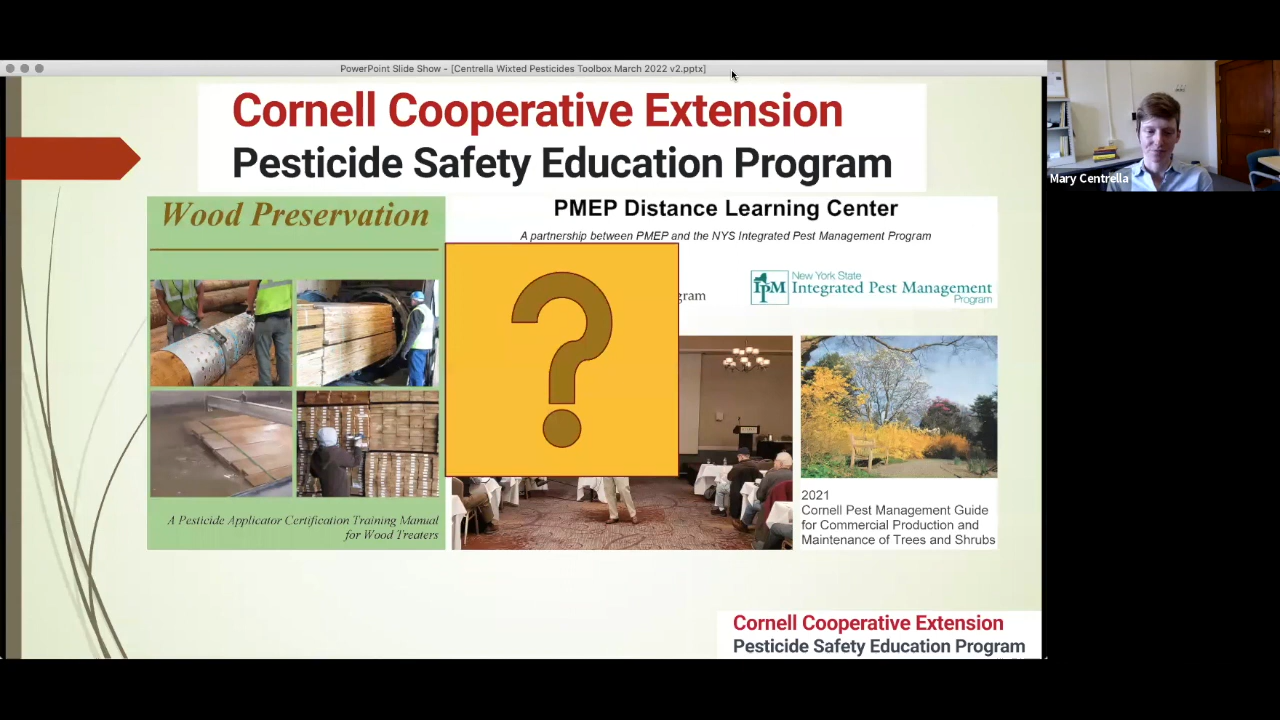 PowerPoint Slide Show - [Centrella Wixted Pesticides Toolbox March 2022 v2.pptx]
Cornell Cooperative Extension
Pesticide Safety Education Program
Mary Centrella
Wood Preservation
PMEP Distance Learning Center
A partnership between PMEP and the NYS Integrated Pest Management Program
gram
New York State
IPM
Integrated Pest Management
Program
?
A Pesticide Applicator Certification Training Manual
for Wood Treaters
2021
Cornell Pest Management Guide
for Commercial Production and
Maintenance of Trees and Shrubs
Cornell Cooperative Extension
Pesticide Safety Education Program